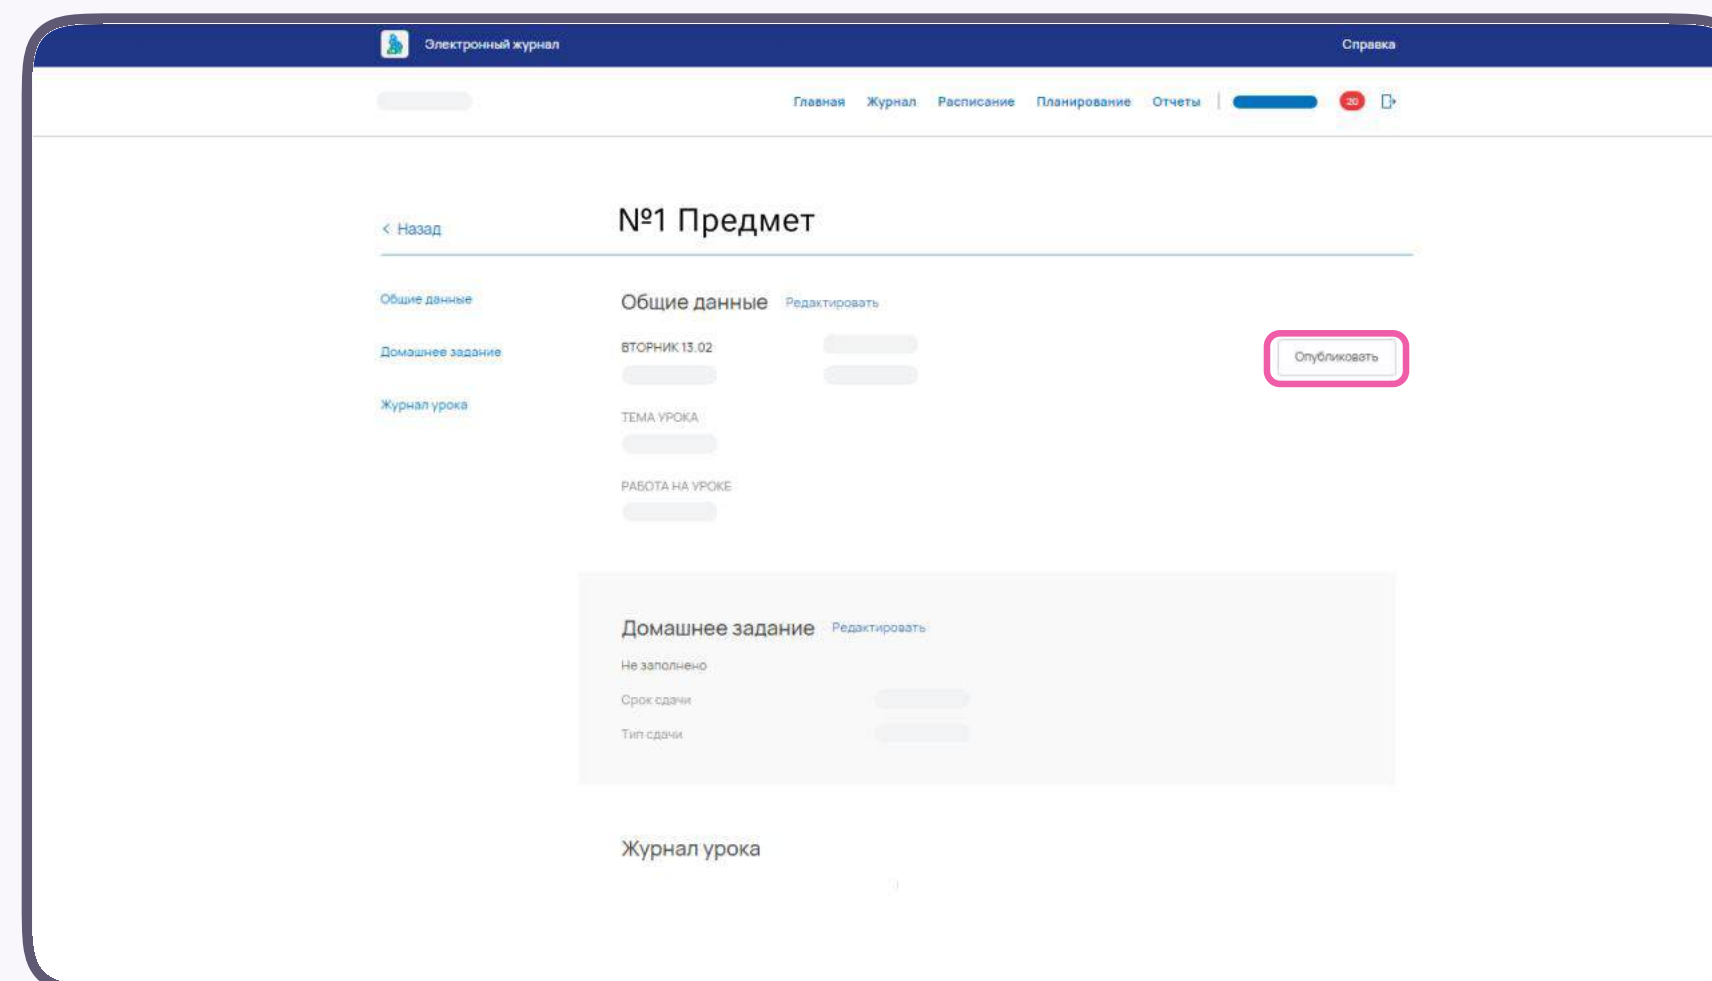 Электронный журнал
Справка
Главная Журнал Расписание Планирование Отчеты
20
< Назад
№1 Предмет
Общие данные
Домашнее задание
Журнал урока
Общие данные Редактировать
ВТОРНИК 13.02
Опубликовать
ТЕМА УРОКА
РАБОТА НА УРОКЕ
Домашнее задание Редактировать
Не заполнено
Срок сдачи
Тип сдачи
Журнал урока